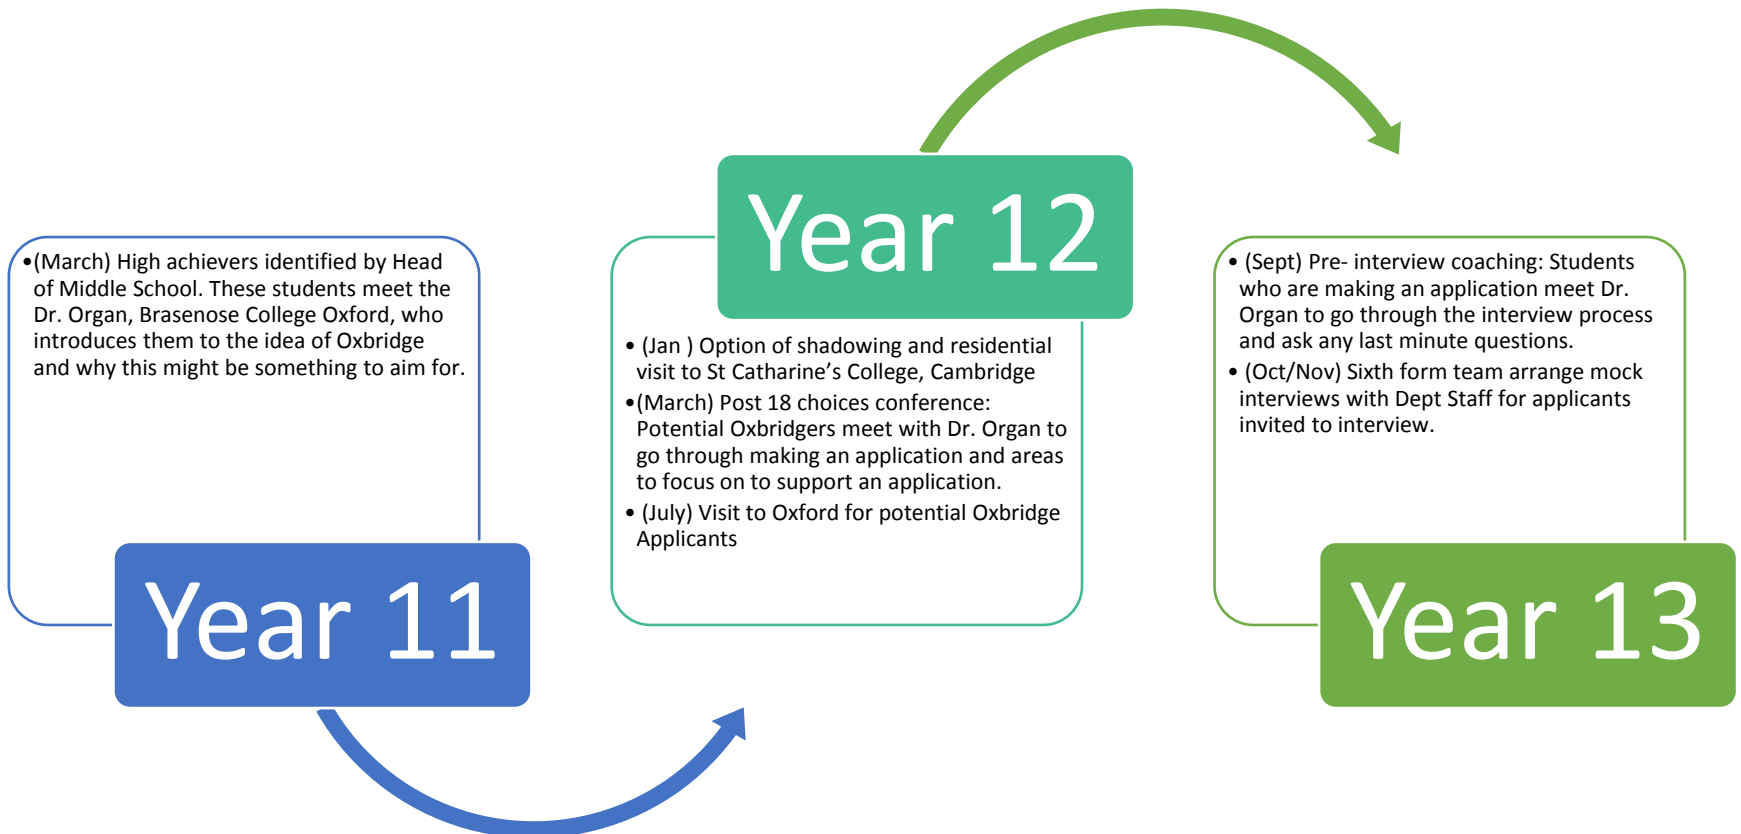 •(March) High achievers identified by Head
of Middle School. These students meet the
Dr. Organ, Brasenose College Oxford, who
introduces them to the idea of Oxbridge
and why this might be something to aim for.
Year 11
Year 12
• (Jan ) Option of shadowing and residential
visit to St Catharine’s College, Cambridge
•(March) Post 18 choices conference:
Potential Oxbridgers meet with Dr. Organ to
go through making an application and areas
to focus on to support an application.
• (July) Visit to Oxford for potential Oxbridge
Applicants
• (Sept) Pre- interview coaching: Students
who are making an application meet Dr.
Organ to go through the interview process
and ask any last minute questions.
• (Oct/Nov) Sixth form team arrange mock
interviews with Dept Staff for applicants
invited to interview.
Year 13